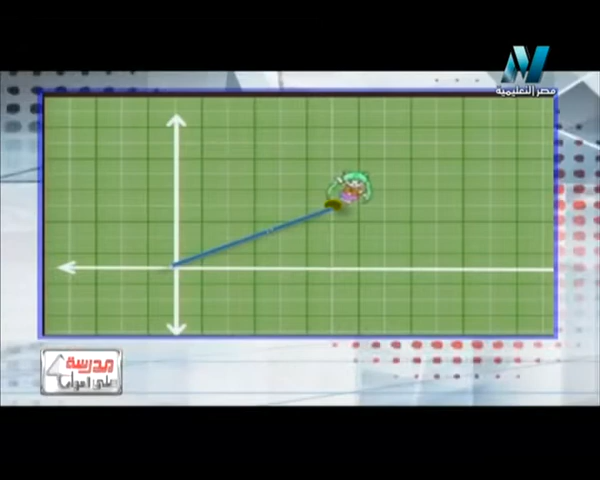 مصر التعليمية
مدرسة
على الهواء